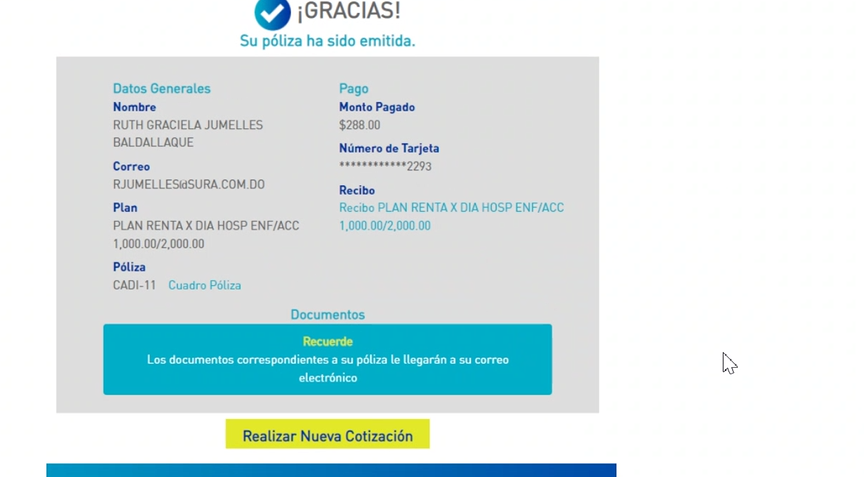 ¡GRACIAS!
Su póliza ha sido emitida.
Datos Generales
Nombre
RUTH GRACIELA JUMELLES
BALDALLAQUE
Correo
RJUMELLES@SURA.COM.DO
Plan
PLAN RENTA X DIA HOSP ENF/ACC
1,000.00/2,000.00
Póliza
CADI-11 Cuadro Póliza
Pago
Monto Pagado
$288.00
Número de Tarjeta
************2293
Recibo
Recibo PLAN RENTA X DIA HOSP ENF/ACC
1,000.00/2,000.00
Documentos
Recuerde
Los documentos correspondientes a su póliza le llegarán a su correo
electrónico
Realizar Nueva Cotización